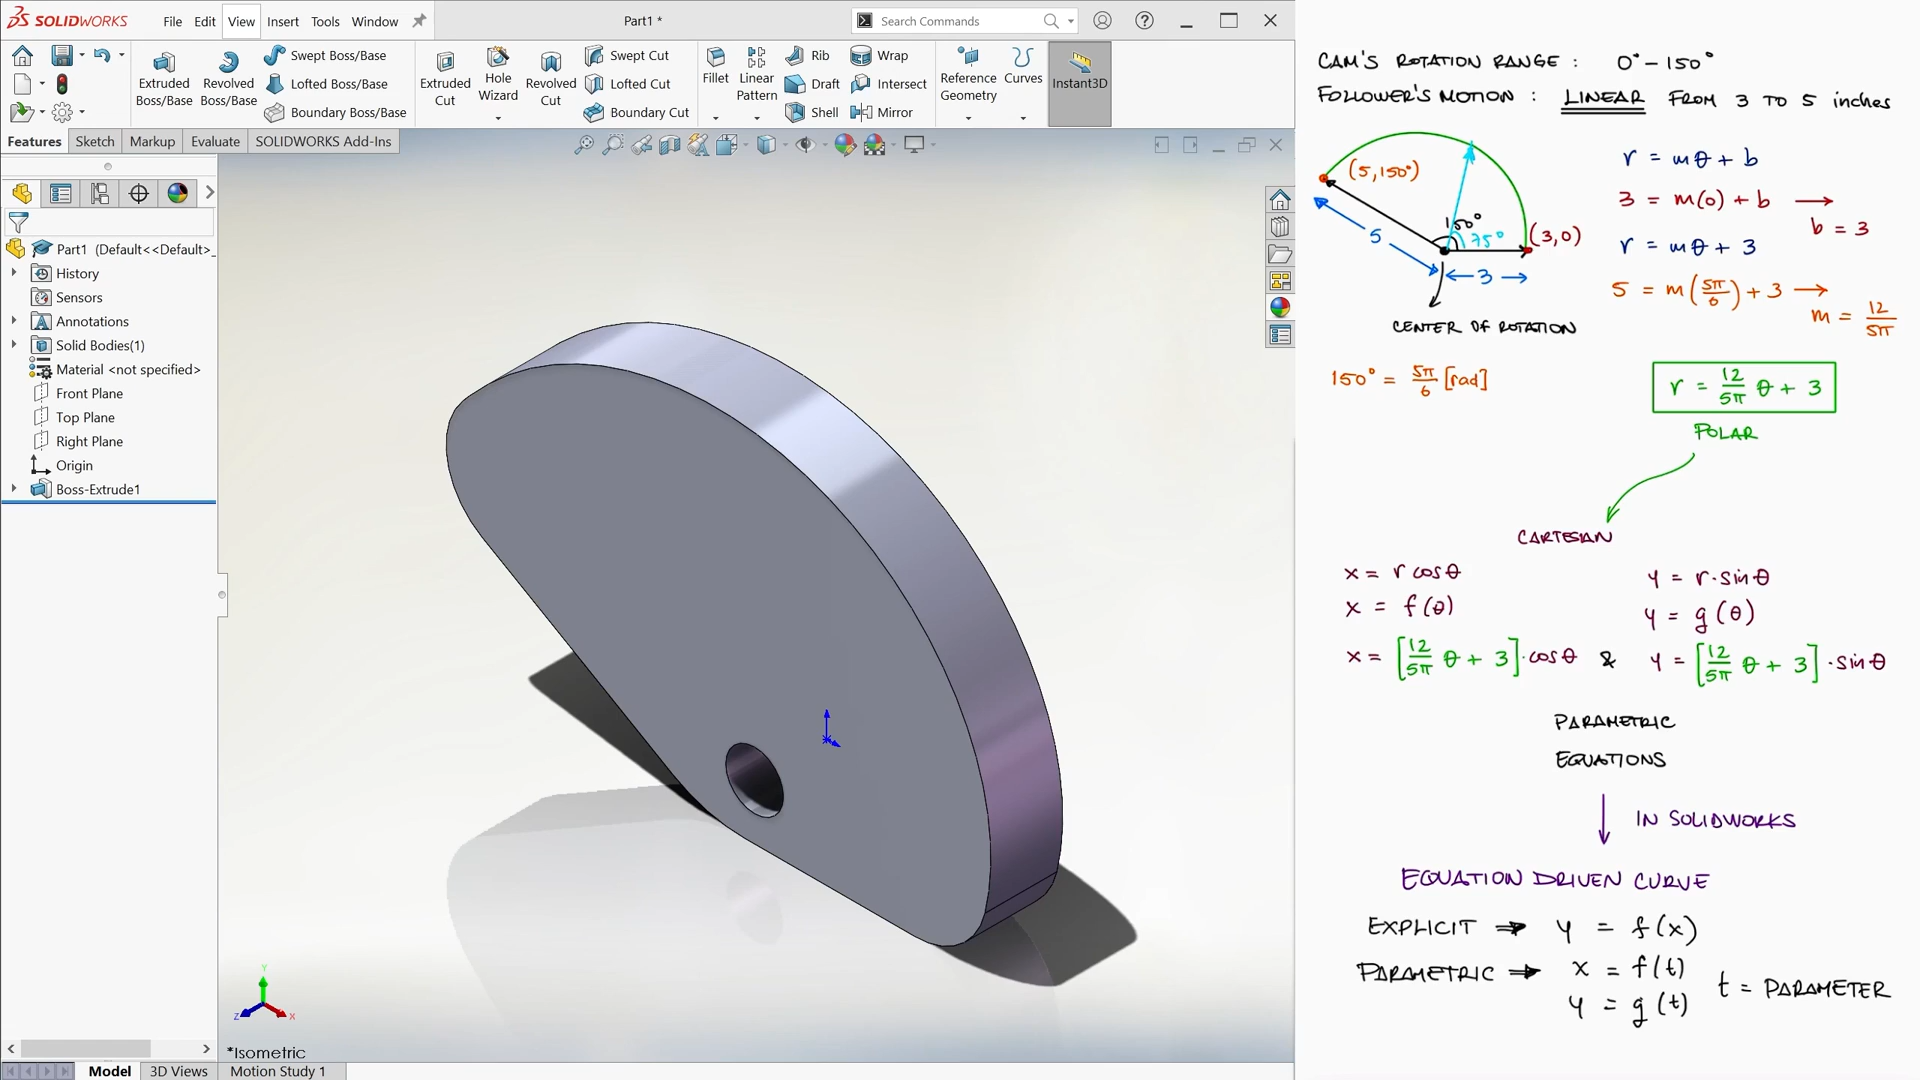 SOLIDWORKS File Edit View Insert Tools Window Part1 * Search Commands
Extruded Boss/Base
Revolved Boss/Base
Swept Boss/Base
Lofted Boss/Base
Boundary Boss/Base
Extruded Cut
Hole Wizard
Revolved Cut
Swept Cut
Lofted Cut
Boundary Cut
Fillet
Linear Pattern
Rib
Draft
Shell
Wrap
Intersect
Mirror
Reference Geometry
Curves
Instant3D
Features Sketch Markup Evaluate SOLIDWORKS Add-Ins
Part1 (Default<<Default>_
History
Sensors
Annotations
Solid Bodies(1)
Material <not specified>
Front Plane
Top Plane
Right Plane
Origin
Boss-Extrude1
Y
Z X
*Isometric
Model 3D Views Motion Study 1
CAM'S ROTATION RANGE : 0° - 150°
FOLLOWER'S MOTION : LINEAR FROM 3 TO 5 inches
(5,150°)
150°
75°
(3,0)
5
3
CENTER OF ROTATION
150° = 5π/6 [rad]
r = mθ + b
3 = m(0) + b →
b = 3
r = mθ + 3
5 = m(5π/6) + 3 →
m = 12/5π
r = 12/5π θ + 3
POLAR
CARTESIAN
x = r cosθ
x = f(θ)
x = [12/5π θ + 3]·cosθ &
y = r·sinθ
y = g(θ)
y = [12/5π θ + 3]·sinθ
PARAMETRIC
EQUATIONS
IN SOLIDWORKS
EQUATION DRIVEN CURVE
EXPLICIT → y = f(x)
PARAMETRIC → x = f(t)
y = g(t)
t = PARAMETER